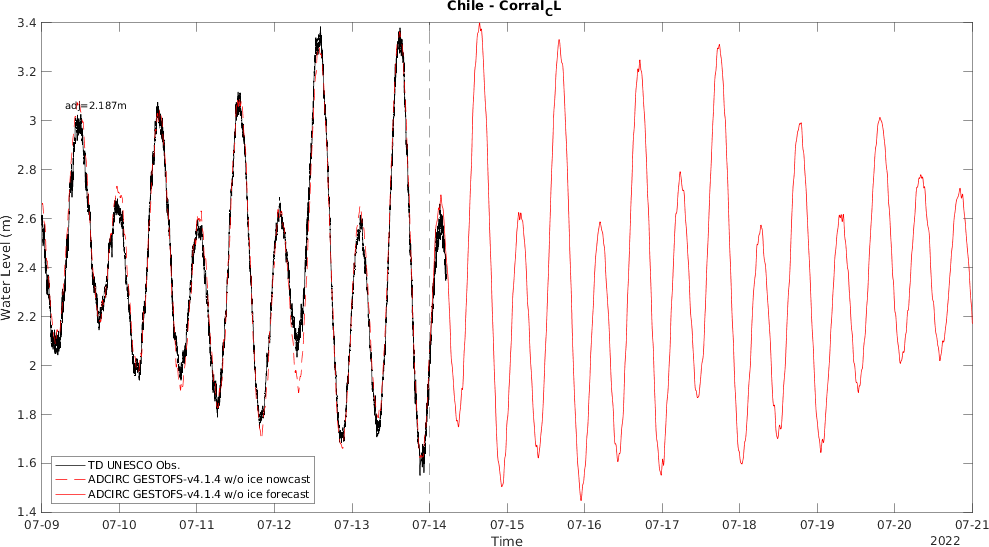 Chile - Corral_CL
3.4
3.2
3
2.8
2.6
2.4
2.2
2
1.8
1.6
1.4
Water Level (m)
adj=2.187m
TD UNESCO Obs.
ADCIRC GESTOFS-v4.1.4 w/o ice nowcast
ADCIRC GESTOFS-v4.1.4 w/o ice forecast
07-09 07-10 07-11 07-12 07-13 07-14 07-15 07-16 07-17 07-18 07-19 07-20 07-21
Time
2022